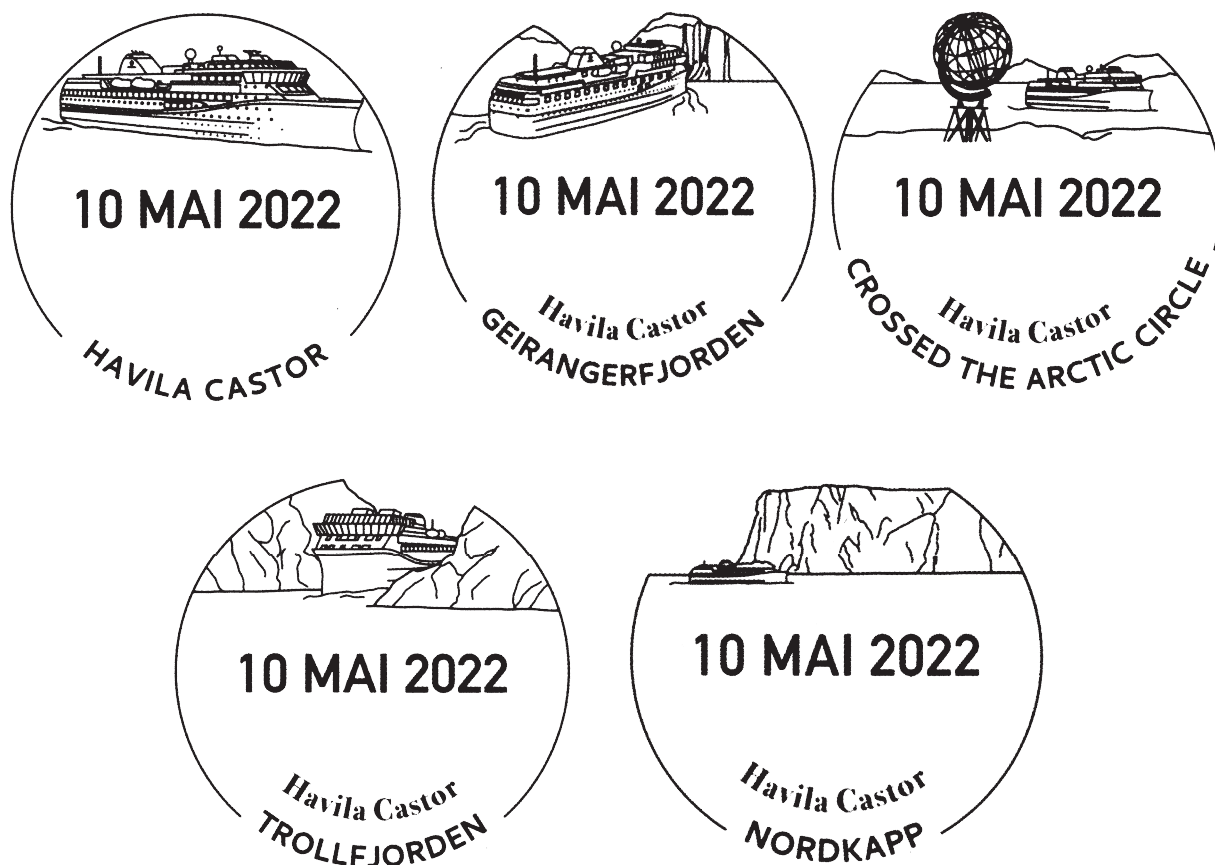 10 MAI 2022
HAVILA CASTOR
10 MAI 2022
Havila Castor
GEIRANGERFJORDEN
10 MAI 2022
Havila Castor
CROSSED THE ARCTIC CIRCLE
10 MAI 2022
Havila Castor
TROLLFJORDEN
10 MAI 2022
Havila Castor
NORDKAPP